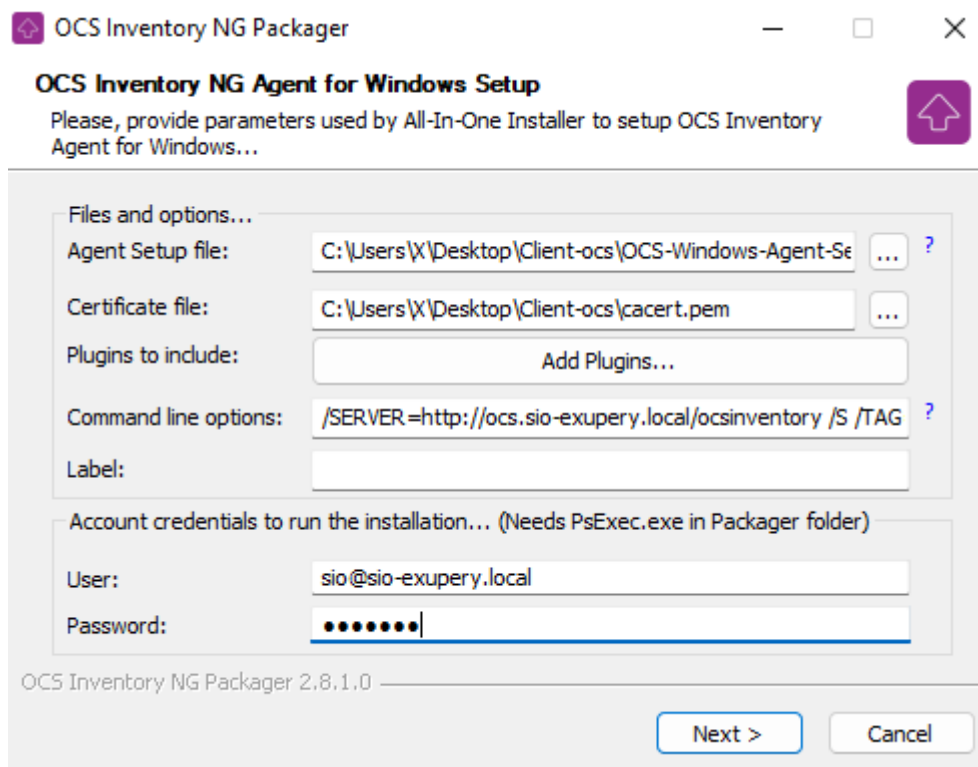 OCS Inventory NG Packager
OCS Inventory NG Agent for Windows Setup
Please, provide parameters used by All-In-One Installer to setup OCS Inventory
Agent for Windows...
Files and options...
Agent Setup file: C:\Users\X\Desktop\Client-ocs\OCS-Windows-Agent-Se ... ?
Certificate file: C:\Users\X\Desktop\Client-ocs\cacert.pem ...
Plugins to include: Add Plugins...
Command line options: /SERVER=http://ocs.sio-exupery.local/ocsinventory /S /TAG ?
Label:
Account credentials to run the installation... (Needs PsExec.exe in Packager folder)
User: sio@sio-exupery.local
Password: ●●●●●●●
OCS Inventory NG Packager 2.8.1.0
Next > Cancel